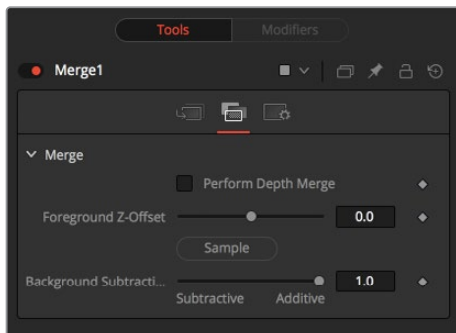 Tools Modifiers
Merge1
Merge
Perform Depth Merge
Foreground Z-Offset 0.0
Sample
Background Subtracti... 1.0
Subtractive Additive